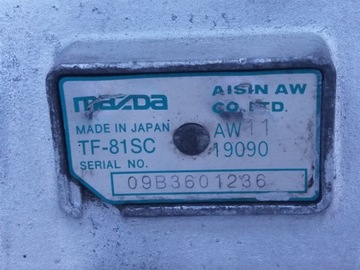 mazda
AISIN AW
CO.,LTD.
MADE IN JAPAN
AW11
TF-81SC
19090
SERIAL NO.
09B3601236